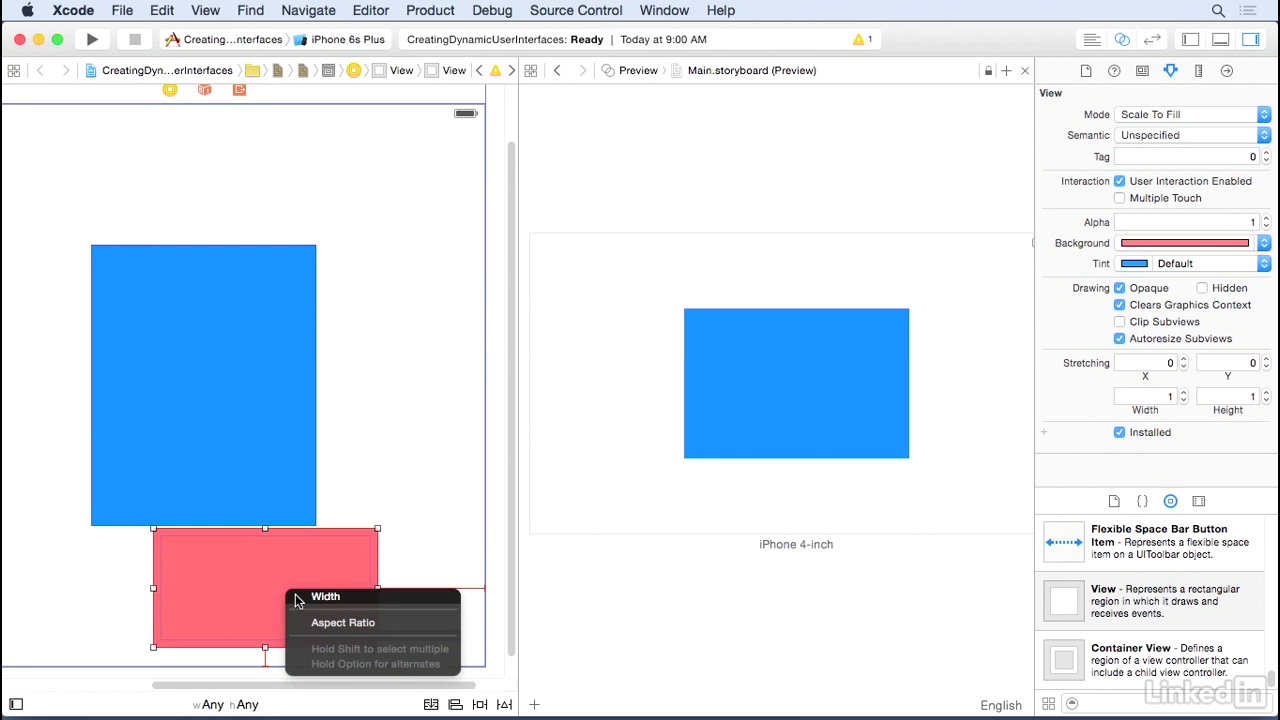 Xcode File Edit View Find Navigate Editor Product Debug Source Control Window Help
Creating...nterfaces iPhone 6s Plus CreatingDynamicUserInterfaces: Ready | Today at 9:00 AM 1
CreatingDyn...erInterfaces View View Preview Main.storyboard (Preview)
View
Mode Scale To Fill
Semantic Unspecified
Tag 0
Interaction User Interaction Enabled
Multiple Touch
Alpha 1
Background
Tint Default
Drawing Opaque Hidden
Clears Graphics Context
Clip Subviews
Autoresize Subviews
Stretching 0 0
X Y
1 1
Width Height
Installed
iPhone 4-inch
Width
Aspect Ratio
Hold Shift to select multiple
Hold Option for alternates
Flexible Space Bar Button
Item - Represents a flexible
space item on a UIToolbar object.
View - Represents a rectangular
region in which it draws and
receives events.
Container View - Defines a
region of a view controller that can
include a child view controller.
wAny hAny
English
LinkedIn